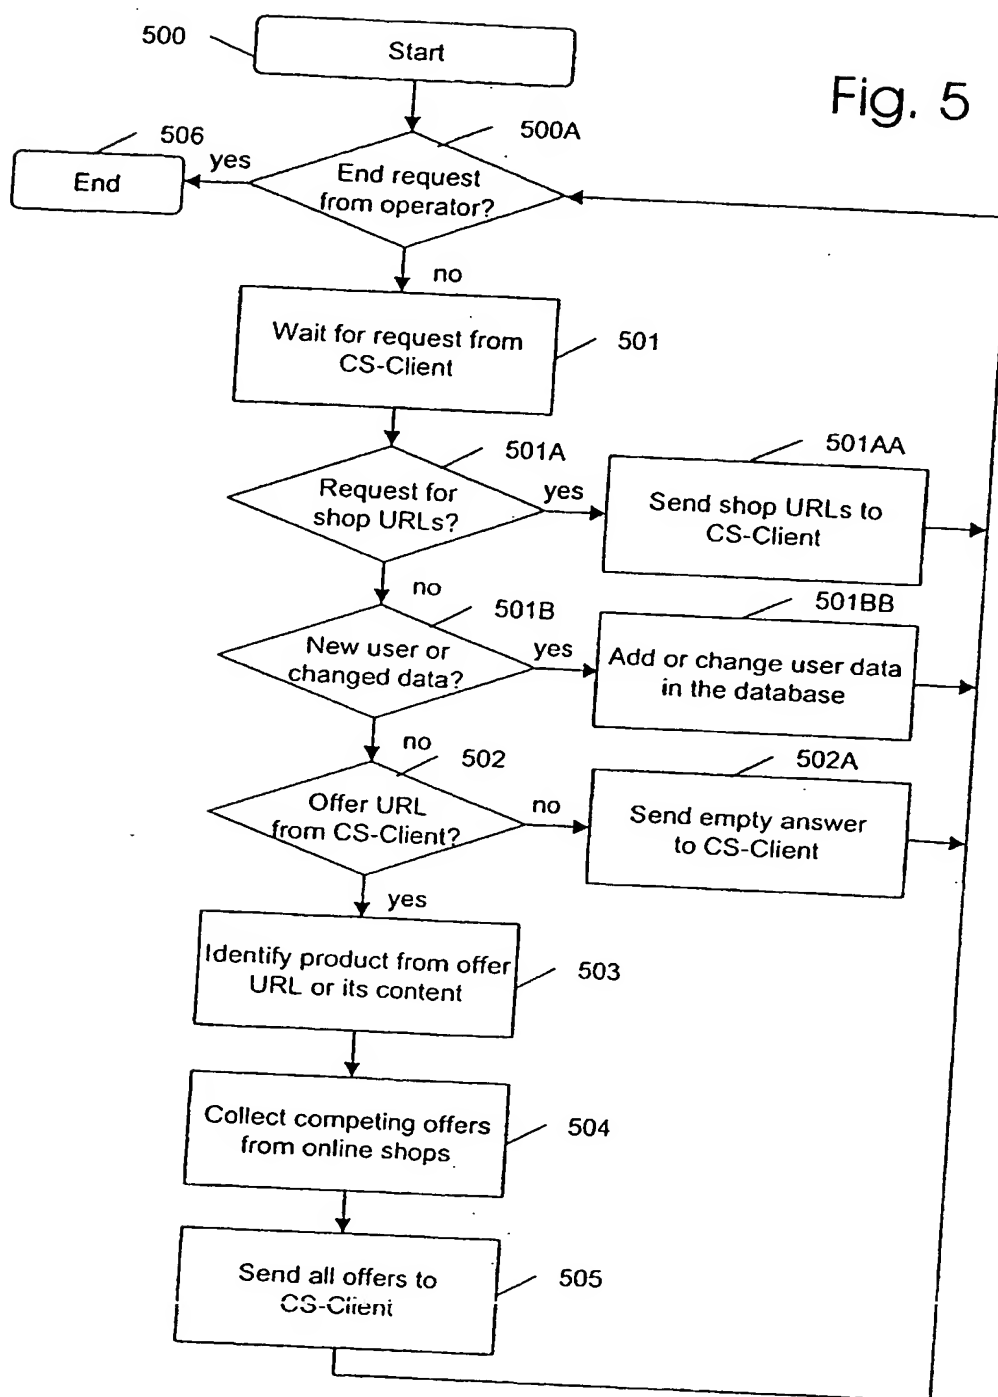 500
Start
Fig. 5
500A
506
yes
End
End request
from operator?
no
Wait for request from
CS-Client
501
501A
501AA
Request for
shop URLs?
yes
Send shop URLs to
CS-Client
no
501B
501BB
New user or
changed data?
yes
Add or change user data
in the database
no
502
502A
Offer URL
from CS-Client?
no
Send empty answer
to CS-Client
yes
Identify product from offer
URL or its content
503
Collect competing offers
from online shops
504
Send all offers to
CS-Client
505